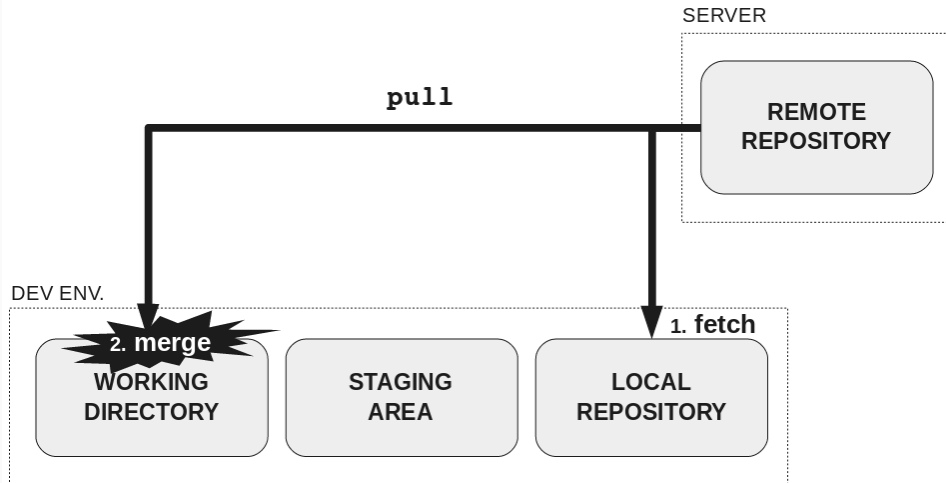 SERVER
REMOTE
REPOSITORY
pull
DEV ENV.
1. fetch
2. merge
WORKING
DIRECTORY
STAGING
AREA
LOCAL
REPOSITORY